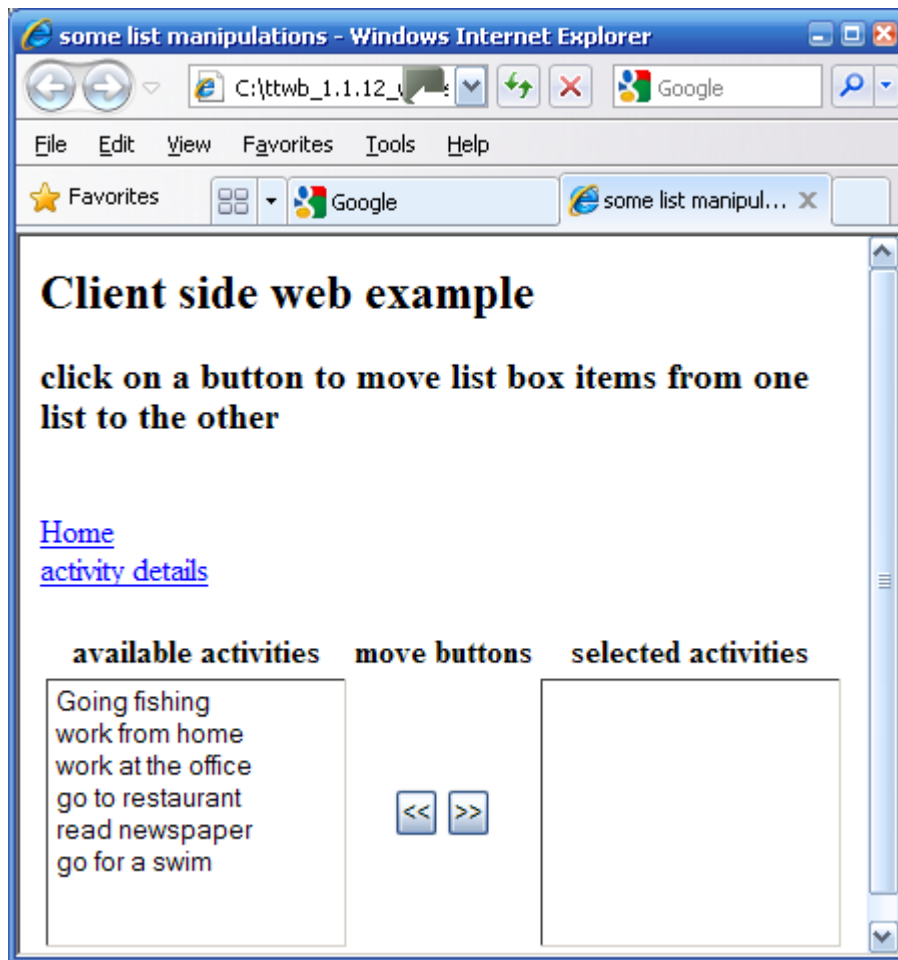 some list manipulations - Windows Internet Explorer
C:\ttwb_1.1.12_
Google
File Edit View Favorites Tools Help
Favorites Google some list manipul...
Client side web example
click on a button to move list box items from one
list to the other
Home
activity details
available activities move buttons selected activities
Going fishing
work from home
work at the office
go to restaurant
read newspaper
go for a swim
<< >>